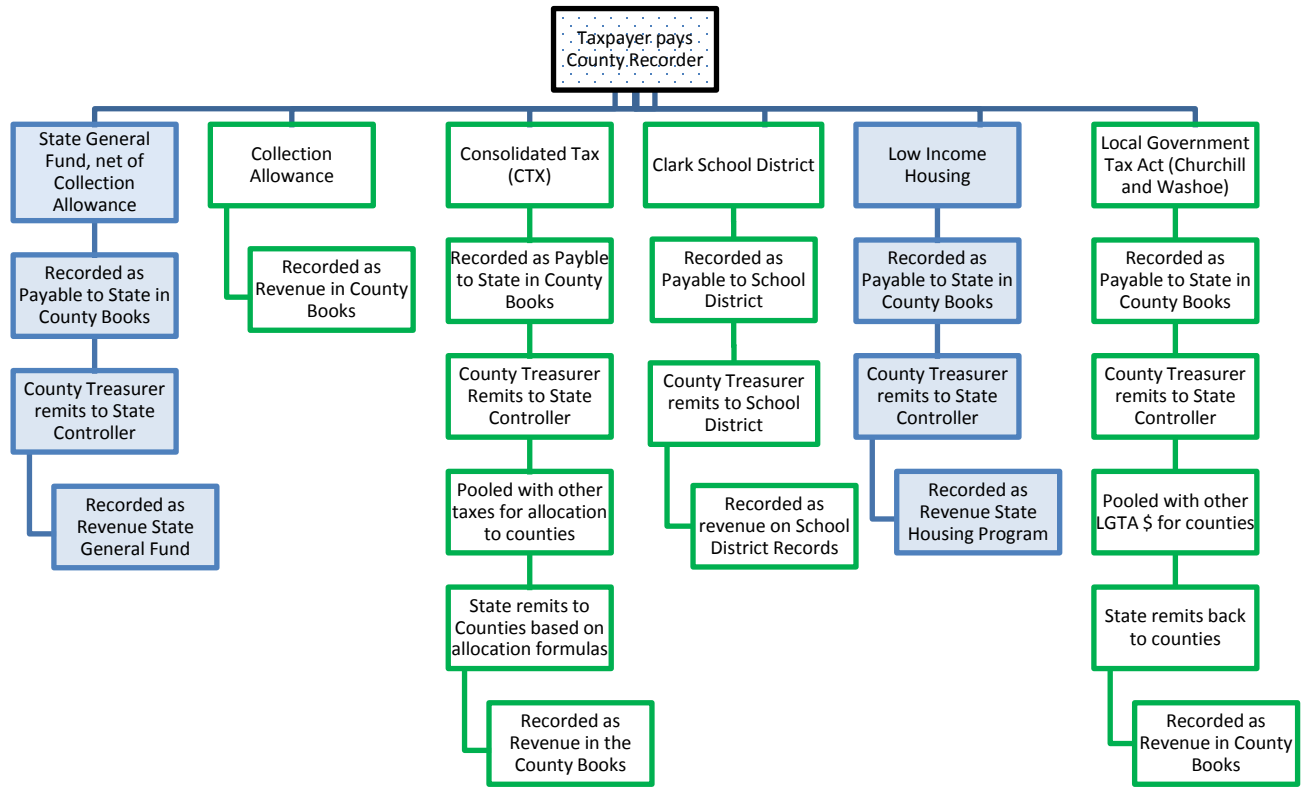 Taxpayer pays
County Recorder
State General
Fund, net of
Collection
Allowance
Recorded as
Payable to State in
County Books
County Treasurer
remits to State
Controller
Recorded as
Revenue State
General Fund
Collection
Allowance
Recorded as
Revenue in County
Books
Consolidated Tax
(CTX)
Recorded as Payble
to State in County
Books
County Treasurer
Remits to State
Controller
Pooled with other
taxes for allocation
to counties
State remits to
Counties based on
allocation formulas
Recorded as
Revenue in the
County Books
Clark School District
Recorded as
Payable to School
District
County Treasurer
remits to School
District
Recorded as
revenue on School
District Records
Low Income
Housing
Recorded as
Payable to State in
County Books
County Treasurer
remits to State
Controller
Recorded as
Revenue State
Housing Program
Local Government
Tax Act (Churchill
and Washoe)
Recorded as
Payable to State in
County Books
County Treasurer
remits to State
Controller
Pooled with other
LGTA $ for counties
State remits back
to counties
Recorded as
Revenue in County
Books